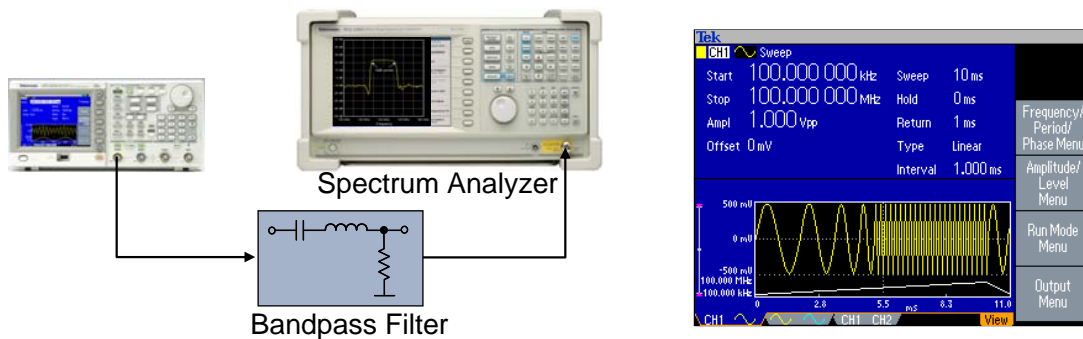 Spectrum Analyzer
Bandpass Filter
Tek
CH1 Sweep
Start 100.000 000 kHz Sweep 10 ms
Stop 100.000 000 MHz Hold 0 ms
Ampl 1.000 Vpp Return 1 ms
Offset 0 mV Type Linear
Interval 1.000 ms
Frequency/
Period/
Phase Menu
Amplitude/
Level
Menu
Run Mode
Menu
Output
Menu
500 mV
0 mV
-500 mV
100.000 MHz
100.000 kHz
0 2.8 5.5 ms 8.3 11.0
CH1 CH1 CH2 View